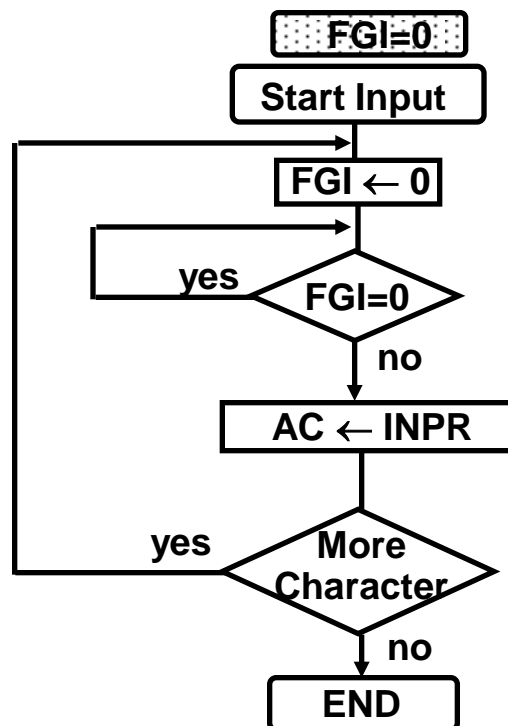 FGI=0
Start Input
FGI ← 0
yes
FGI=0
no
AC ← INPR
yes
More
Character
no
END